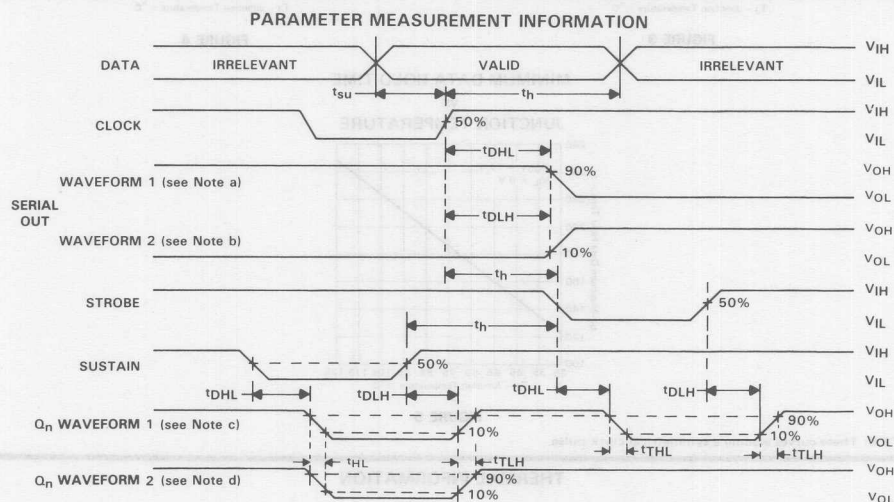 PARAMETER MEASUREMENT INFORMATION
DATA IRRELEVANT VALID IRRELEVANT VIH
VIL
tsu th
CLOCK 50% VIH
VIL
tDHL
SERIAL OUT
WAVEFORM 1 (see Note a) 90% VOH
VOL
tDLH
WAVEFORM 2 (see Note b) 10% VOH
VOL
th
STROBE 50% VIH
VIL
th
SUSTAIN 50% VIH
VIL
tDHL tDLH tDHL tDLH
Qn WAVEFORM 1 (see Note c) 10% 90% VOH
10% VOL
tHL tTLH tTHL tTLH
Qn WAVEFORM 2 (see Note d) 90% VOH
10% VOL